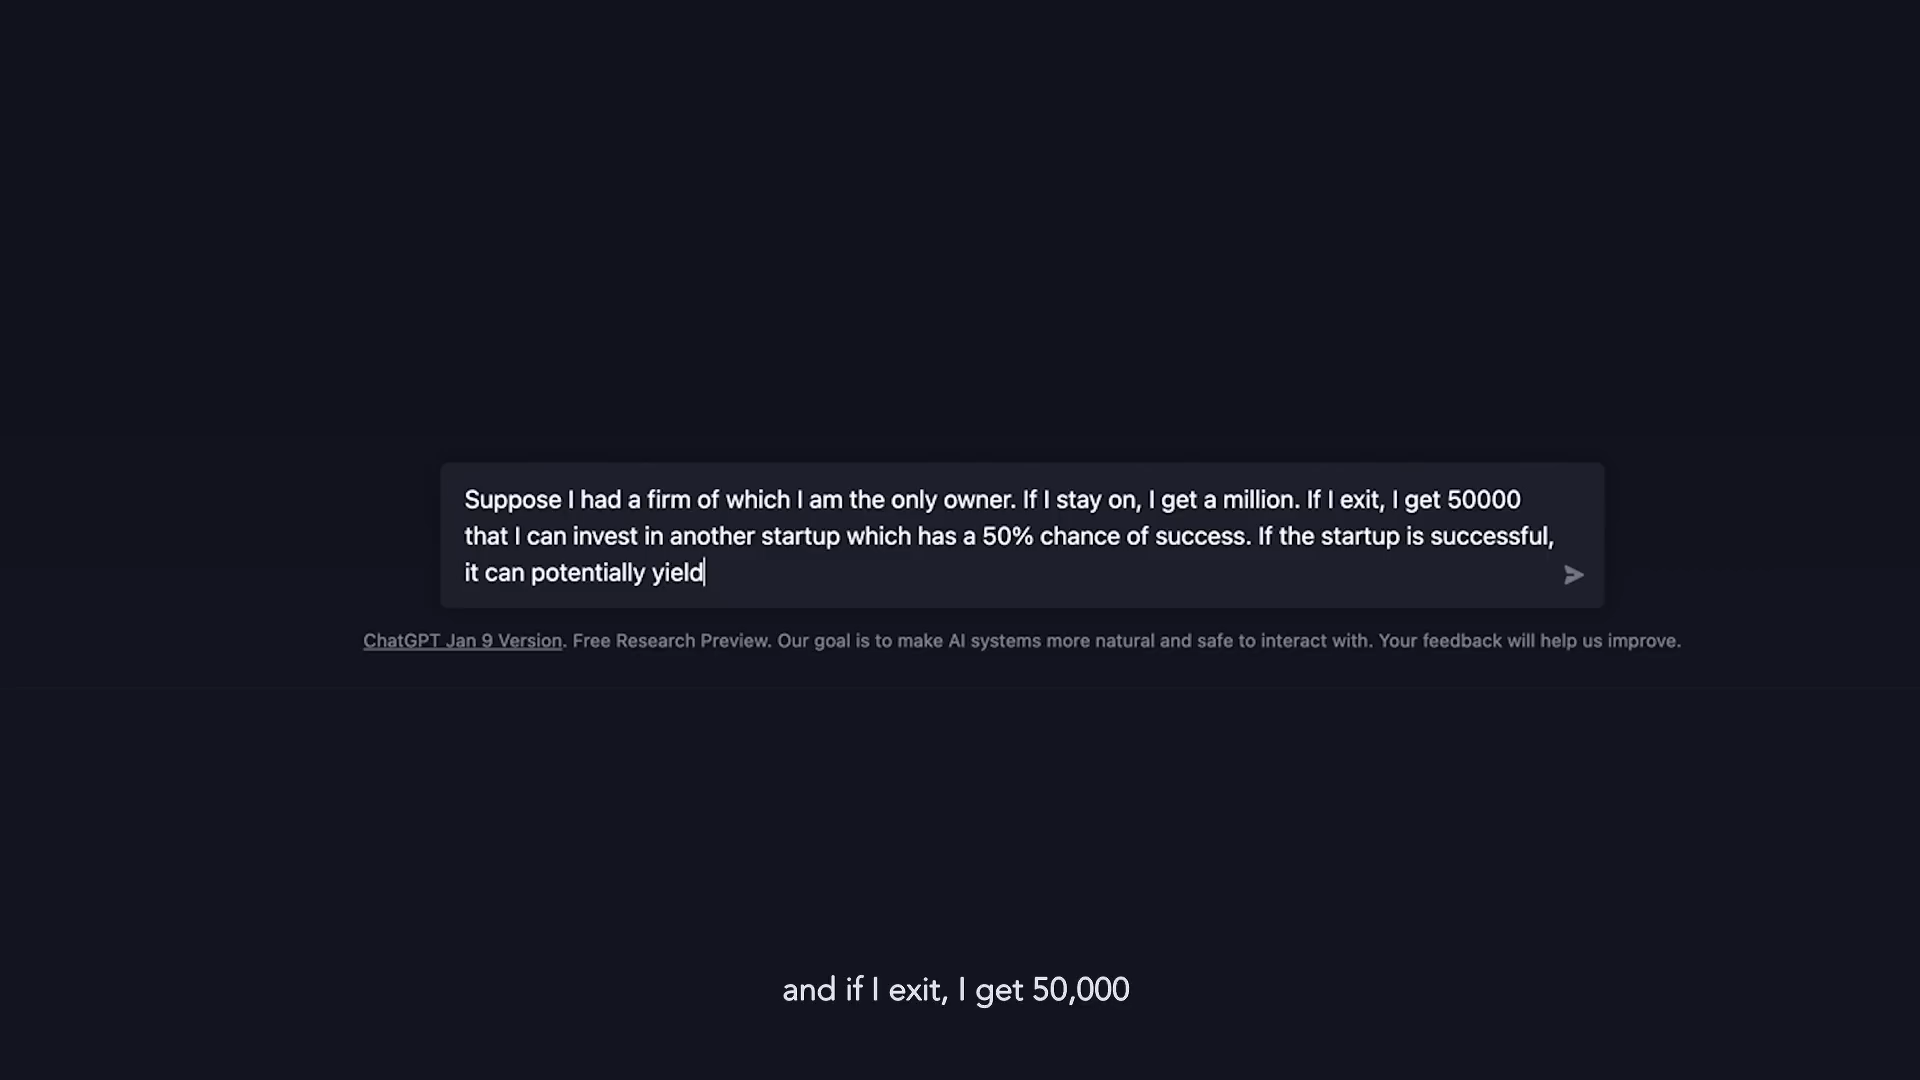 Suppose I had a firm of which I am the only owner. If I stay on, I get a million. If I exit, I get 50000
that I can invest in another startup which has a 50% chance of success. If the startup is successful,
it can potentially yield
ChatGPT Jan 9 Version. Free Research Preview. Our goal is to make AI systems more natural and safe to interact with. Your feedback will help us improve.
and if I exit, I get 50,000